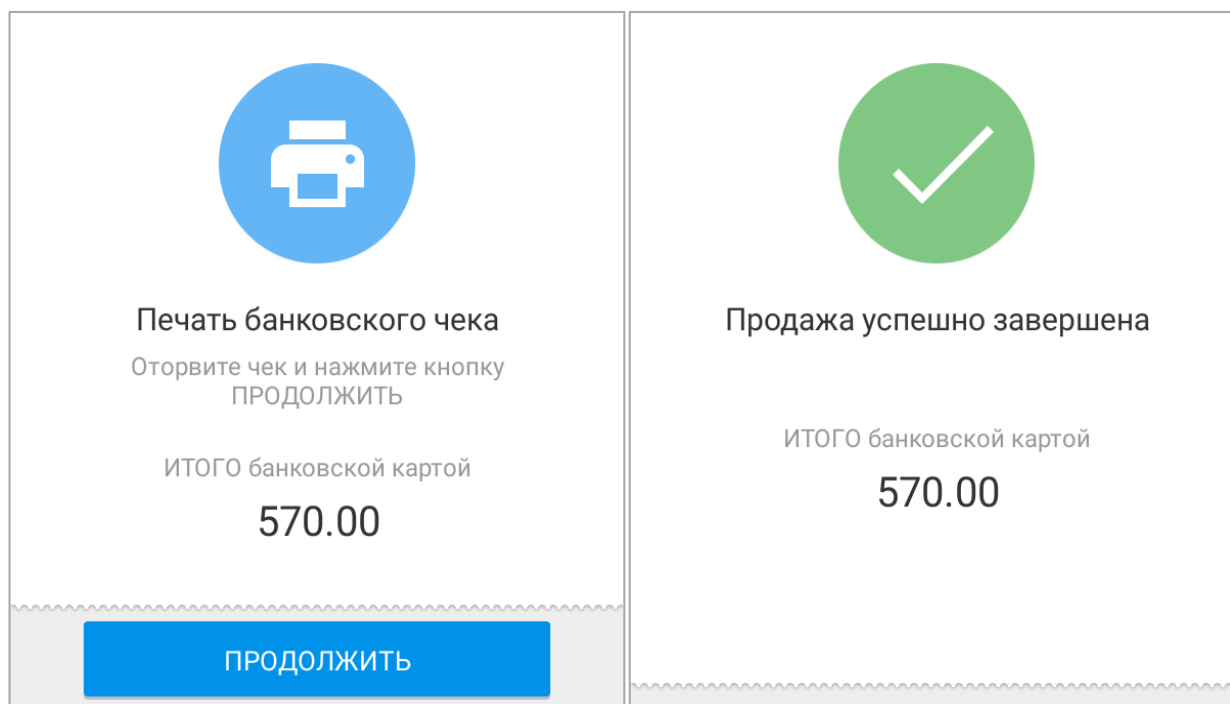 Печать банковского чека
Оторвите чек и нажмите кнопку
ПРОДОЛЖИТЬ
ИТОГО банковской картой
570.00
ПРОДОЛЖИТЬ
Продажа успешно завершена
ИТОГО банковской картой
570.00